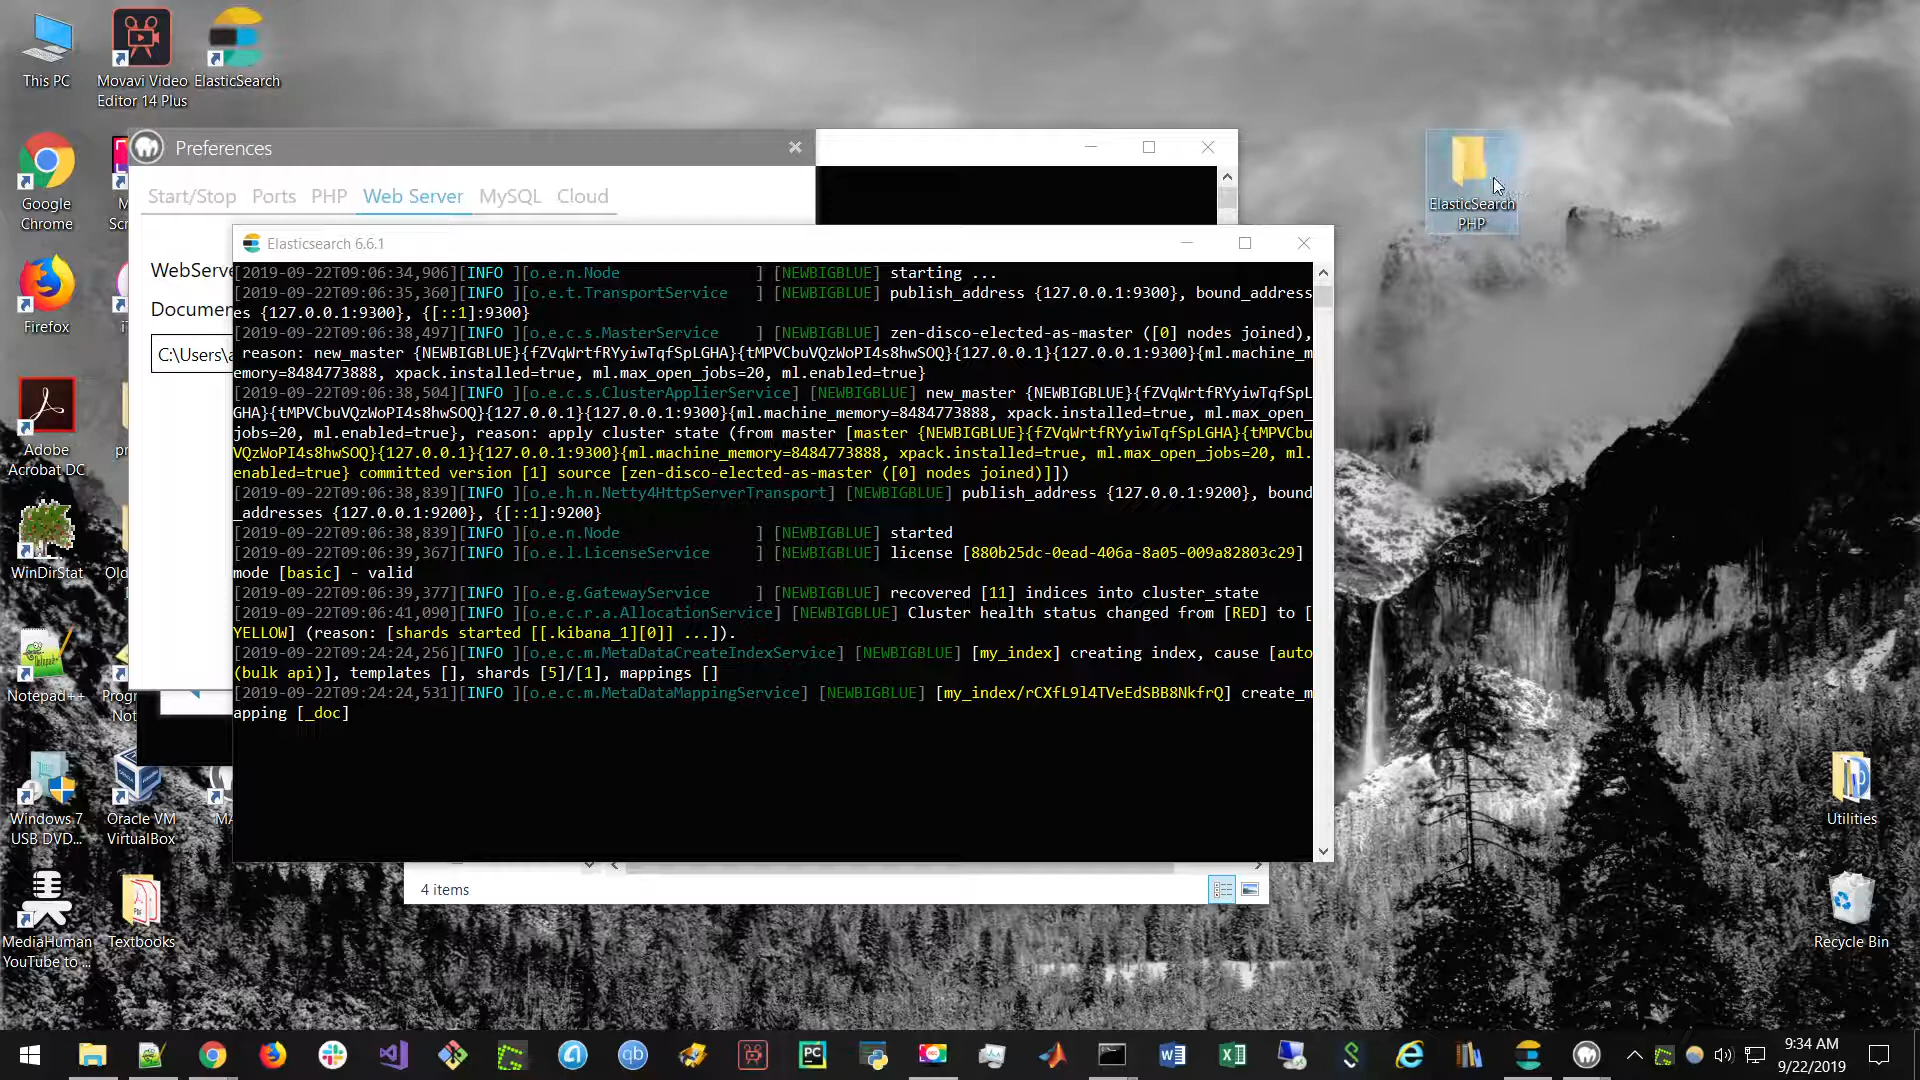 This PC
Movavi Video
Editor 14 Plus
ElasticSearch
Google
Chrome
Firefox
Adobe
Acrobat DC
WinDirStat
Notepad++
Windows 7
USB DVD...
Oracle VM
VirtualBox
MediaHuman
YouTube to ...
Textbooks
Preferences
Start/Stop
Ports
PHP
Web Server
MySQL
Cloud
WebServe
Documen
C:\Users\a
Elasticsearch 6.6.1
[2019-09-22T09:06:34,906][INFO ][o.e.n.Node               ] [NEWBIGBLUE] starting ...
[2019-09-22T09:06:35,360][INFO ][o.e.t.TransportService   ] [NEWBIGBLUE] publish_address {127.0.0.1:9300}, bound_address
es {127.0.0.1:9300}, {[::1]:9300}
[2019-09-22T09:06:38,497][INFO ][o.e.c.s.MasterService    ] [NEWBIGBLUE] zen-disco-elected-as-master ([0] nodes joined),
reason: new_master {NEWBIGBLUE}{fZVqWrtfRYyiwTqfSpLGHA}{tMPVCbuVQzWoPI4s8hwSOQ}{127.0.0.1}{127.0.0.1:9300}{ml.machine_m
emory=8484773888, xpack.installed=true, ml.max_open_jobs=20, ml.enabled=true}
[2019-09-22T09:06:38,504][INFO ][o.e.c.s.ClusterApplierService] [NEWBIGBLUE] new_master {NEWBIGBLUE}{fZVqWrtfRYyiwTqfSpL
GHA}{tMPVCbuVQzWoPI4s8hwSOQ}{127.0.0.1}{127.0.0.1:9300}{ml.machine_memory=8484773888, xpack.installed=true, ml.max_open_
jobs=20, ml.enabled=true}, reason: apply cluster state (from master [master {NEWBIGBLUE}{fZVqWrtfRYyiwTqfSpLGHA}{tMPVCbu
VQzWoPI4s8hwSOQ}{127.0.0.1}{127.0.0.1:9300}{ml.machine_memory=8484773888, xpack.installed=true, ml.max_open_jobs=20, ml.
enabled=true} committed version [1] source [zen-disco-elected-as-master ([0] nodes joined)]])
[2019-09-22T09:06:38,839][INFO ][o.e.h.n.Netty4HttpServerTransport] [NEWBIGBLUE] publish_address {127.0.0.1:9200}, bound
_addresses {127.0.0.1:9200}, {[::1]:9200}
[2019-09-22T09:06:38,839][INFO ][o.e.n.Node               ] [NEWBIGBLUE] started
[2019-09-22T09:06:39,367][INFO ][o.e.l.LicenseService     ] [NEWBIGBLUE] license [880b25dc-0ead-406a-8a05-009a82803c29]
mode [basic] - valid
[2019-09-22T09:06:39,377][INFO ][o.e.g.GatewayService     ] [NEWBIGBLUE] recovered [11] indices into cluster_state
[2019-09-22T09:06:41,090][INFO ][o.e.c.r.a.AllocationService] [NEWBIGBLUE] Cluster health status changed from [RED] to [
YELLOW] (reason: [shards started [[.kibana_1][0]] ...]).
[2019-09-22T09:24:24,256][INFO ][o.e.c.m.MetaDataCreateIndexService] [NEWBIGBLUE] [my_index] creating index, cause [auto
(bulk api)], templates [], shards [5]/[1], mappings []
[2019-09-22T09:24:24,531][INFO ][o.e.c.m.MetaDataMappingService] [NEWBIGBLUE] [my_index/rCXfL9l4TVeEdSBB8NkfrQ] create_m
apping [_doc]
4 items
ElasticSearch
PHP
Utilities
Recycle Bin
9:34 AM
9/22/2019